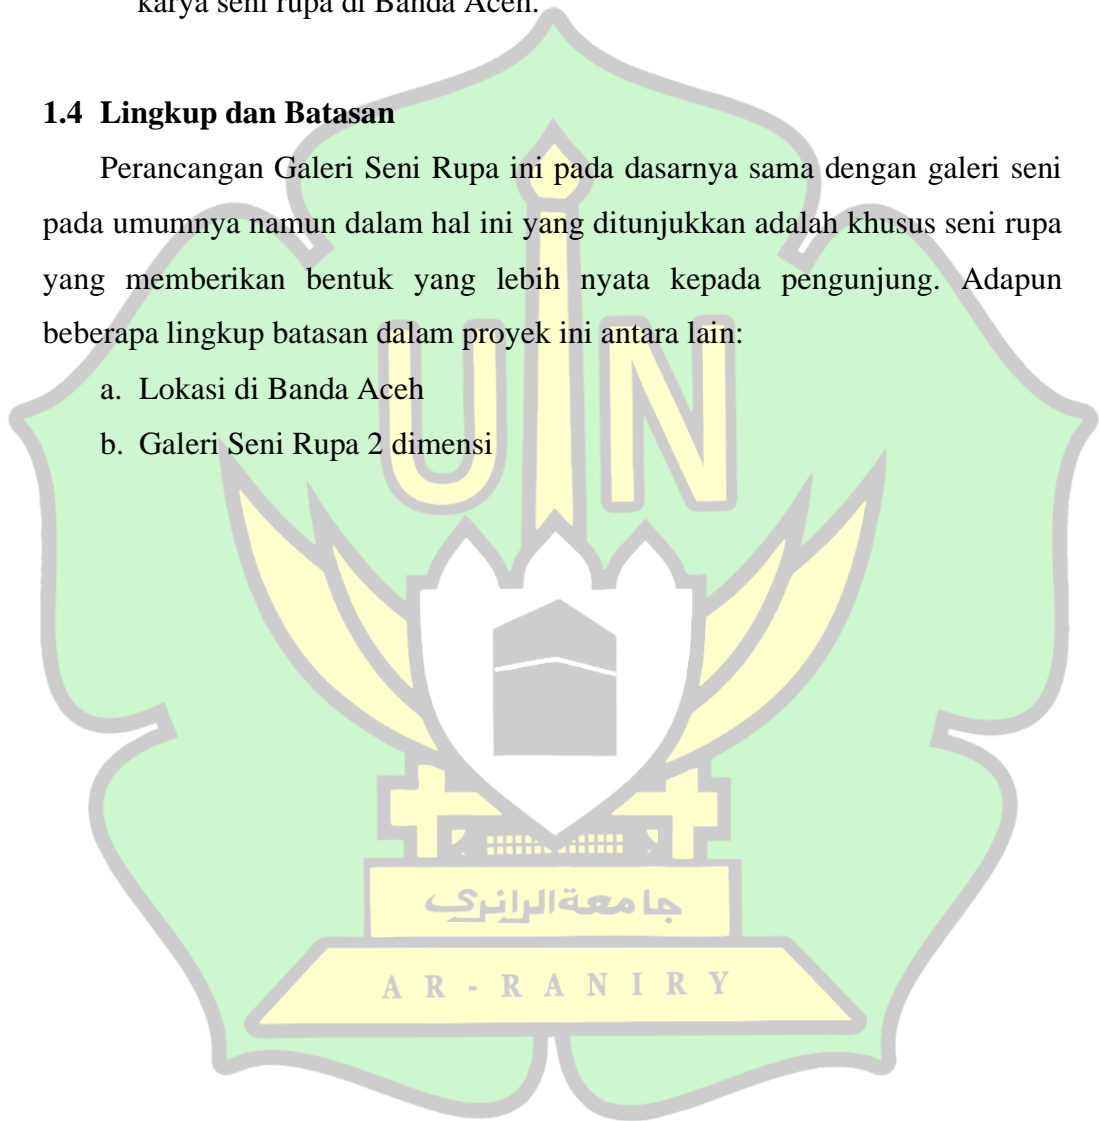 karya seni rupa di Banda Aceh.
1.4 Lingkup dan Batasan
Perancangan Galeri Seni Rupa ini pada dasarnya sama dengan galeri seni
pada umumnya namun dalam hal ini yang ditunjukkan adalah khusus seni rupa
yang memberikan bentuk yang lebih nyata kepada pengunjung. Adapun
beberapa lingkup batasan dalam proyek ini antara lain:
a. Lokasi di Banda Aceh
b. Galeri Seni Rupa 2 dimensi
UIN
جامعةالرانرك
AR-RANIRY